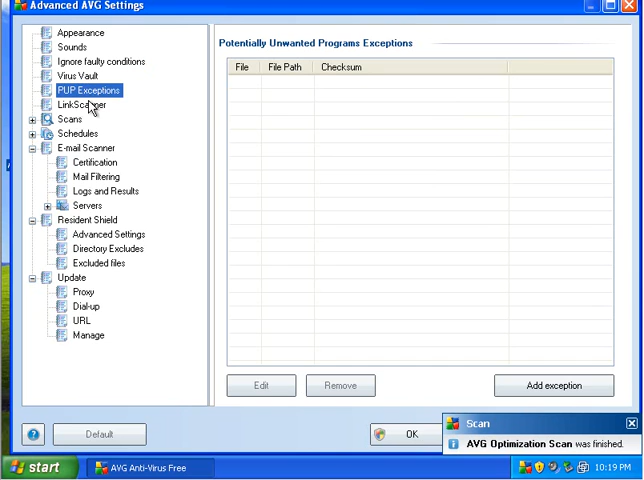 Advanced AVG Settings
Appearance
Sounds
Ignore faulty conditions
Virus Vault
PUP Exceptions
LinkScanner
Scans
Schedules
E-mail Scanner
Certification
Mail Filtering
Logs and Results
Servers
Resident Shield
Advanced Settings
Directory Excludes
Excluded files
Update
Proxy
Dial-up
URL
Manage
Potentially Unwanted Programs Exceptions
File File Path Checksum
Edit Remove Add exception
Default OK
Scan
AVG Optimization Scan was finished.
start AVG Anti-Virus Free 10:19 PM